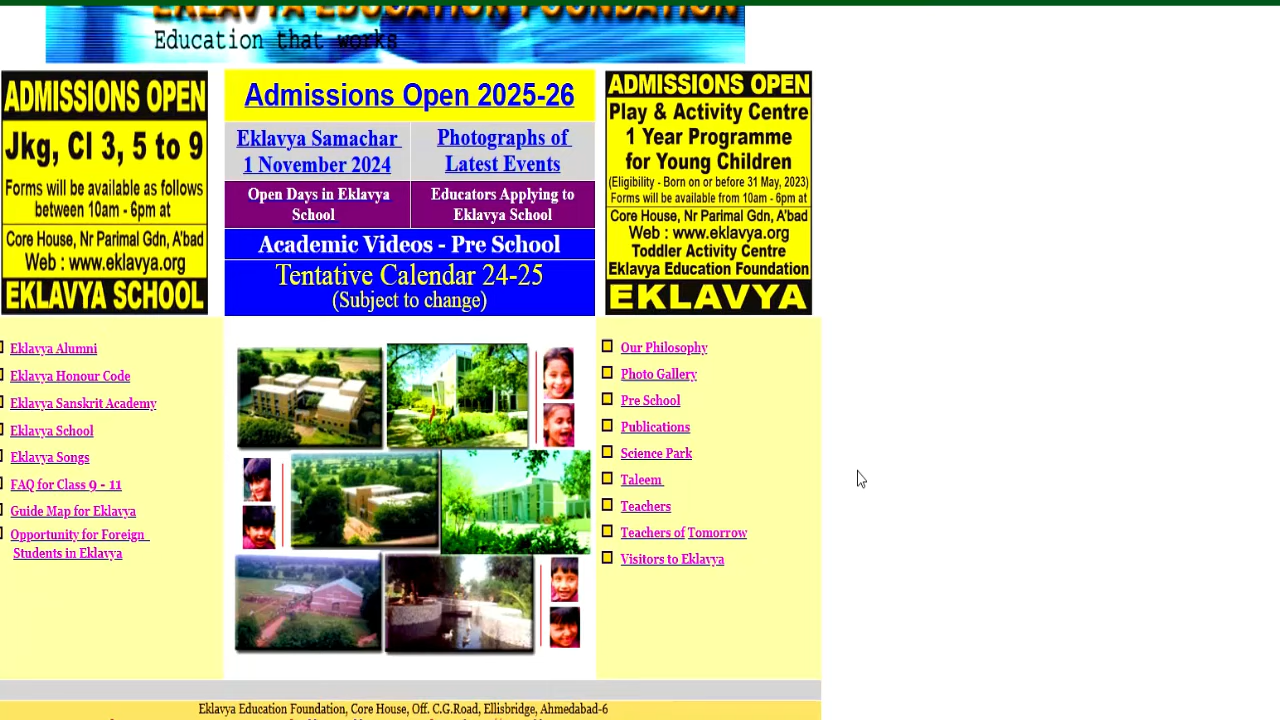 EKLAVYA EDUCATION FOUNDATION
Education that works
ADMISSIONS OPEN
Jkg, Cl 3, 5 to 9
Forms will be available as follows
between 10am - 6pm at
Core House, Nr Parimal Gdn, A'bad
Web : www.eklavya.org
EKLAVYA SCHOOL
Admissions Open 2025-26
Eklavya Samachar
1 November 2024
Photographs of
Latest Events
Open Days in Eklavya
School
Educators Applying to
Eklavya School
Academic Videos - Pre School
Tentative Calendar 24-25
(Subject to change)
ADMISSIONS OPEN
Play & Activity Centre
1 Year Programme
for Young Children
(Eligibility - Born on or before 31 May, 2023)
Forms will be available from 10am - 6pm at
Core House, Nr Parimal Gdn, A'bad
Web : www.eklavya.org
Toddler Activity Centre
Eklavya Education Foundation
EKLAVYA
Eklavya Alumni
Eklavya Honour Code
Eklavya Sanskrit Academy
Eklavya School
Eklavya Songs
FAQ for Class 9 - 11
Guide Map for Eklavya
Opportunity for Foreign
Students in Eklavya
Our Philosophy
Photo Gallery
Pre School
Publications
Science Park
Taleem
Teachers
Teachers of Tomorrow
Visitors to Eklavya
Eklavya Education Foundation, Core House, Off. C.G.Road, Ellisbridge, Ahmedabad-6